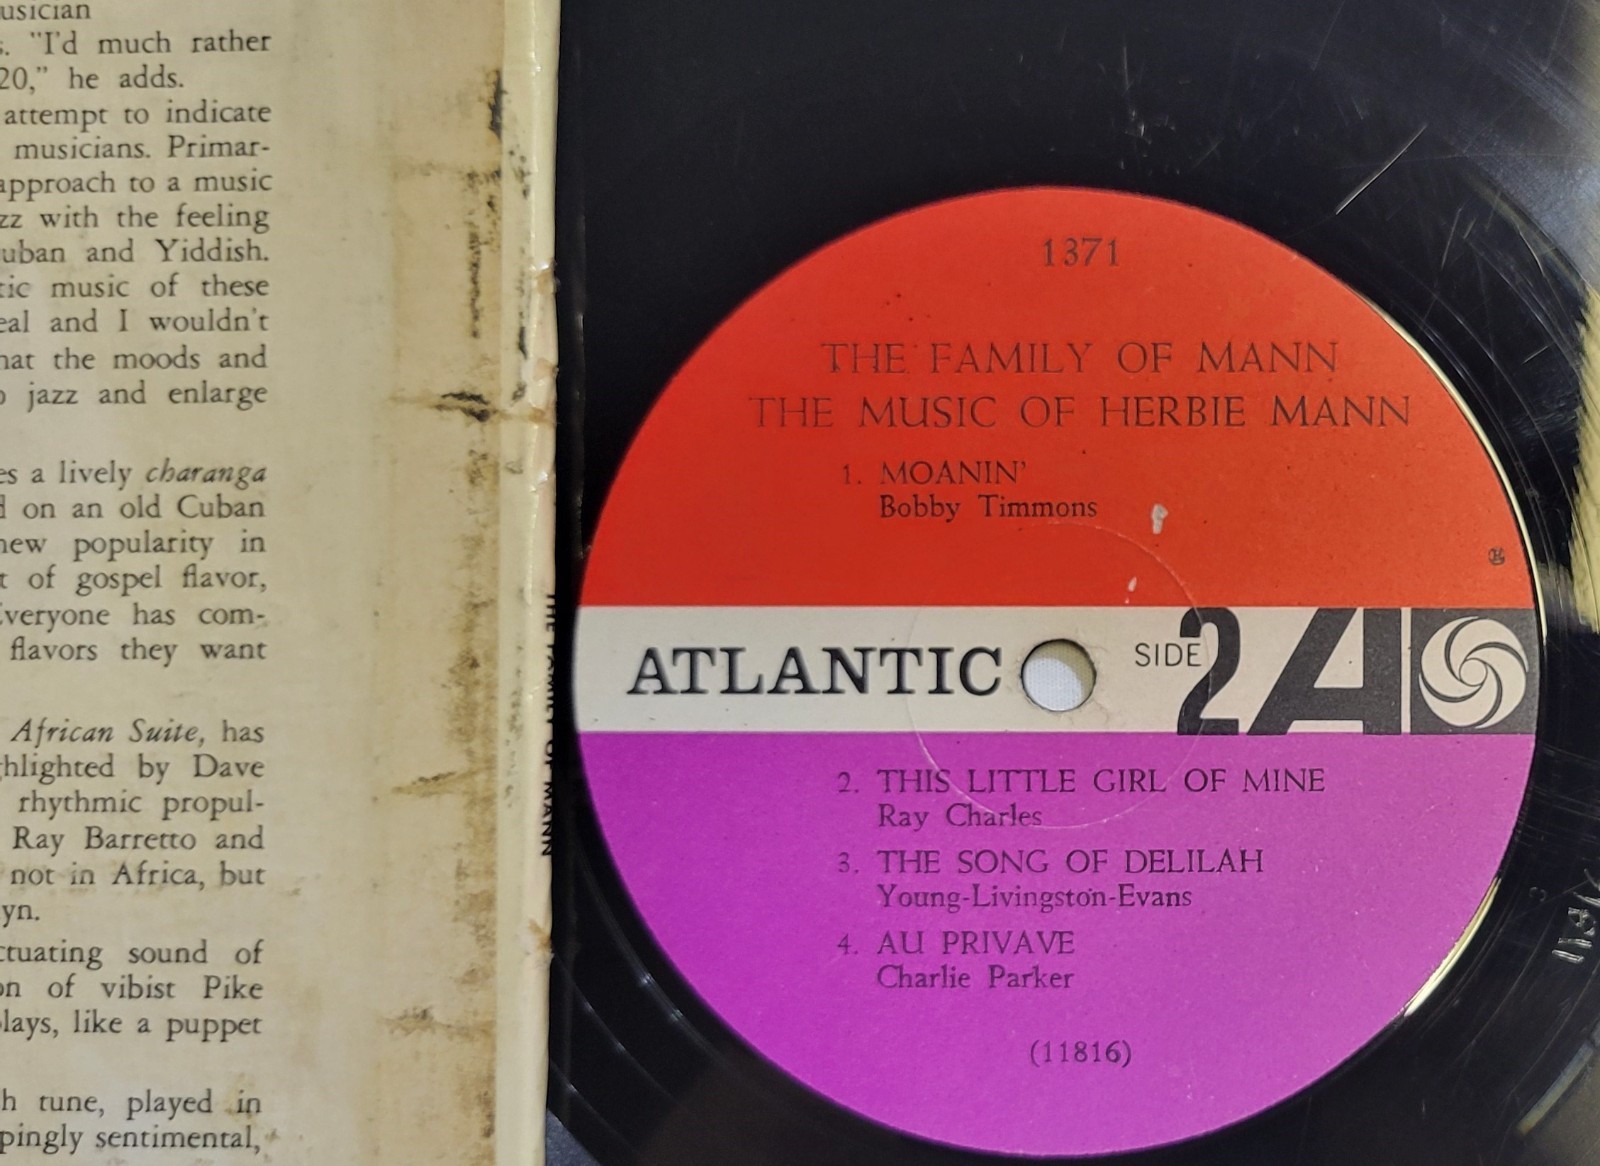 usician
s. "I'd much rather
20," he adds.
attempt to indicate
musicians. Primar-
approach to a music
zz with the feeling
uban and Yiddish.
tic music of these
eal and I wouldn't
hat the moods and
o jazz and enlarge
es a lively charanga
d on an old Cuban
new popularity in
t of gospel flavor,
Everyone has com-
flavors they want
African Suite, has
ghlighted by Dave
rhythmic propul-
Ray Barretto and
not in Africa, but
yn.
ctuating sound of
on of vibist Pike
plays, like a puppet
h tune, played in
pingly sentimental,
THE FAMILY OF MANN
1371
THE FAMILY OF MANN
THE MUSIC OF HERBIE MANN
1. MOANIN'
Bobby Timmons
ATLANTIC SIDE 2 A
2. THIS LITTLE GIRL OF MINE
Ray Charles
3. THE SONG OF DELILAH
Young-Livingston-Evans
4. AU PRIVAVE
Charlie Parker
(11816)